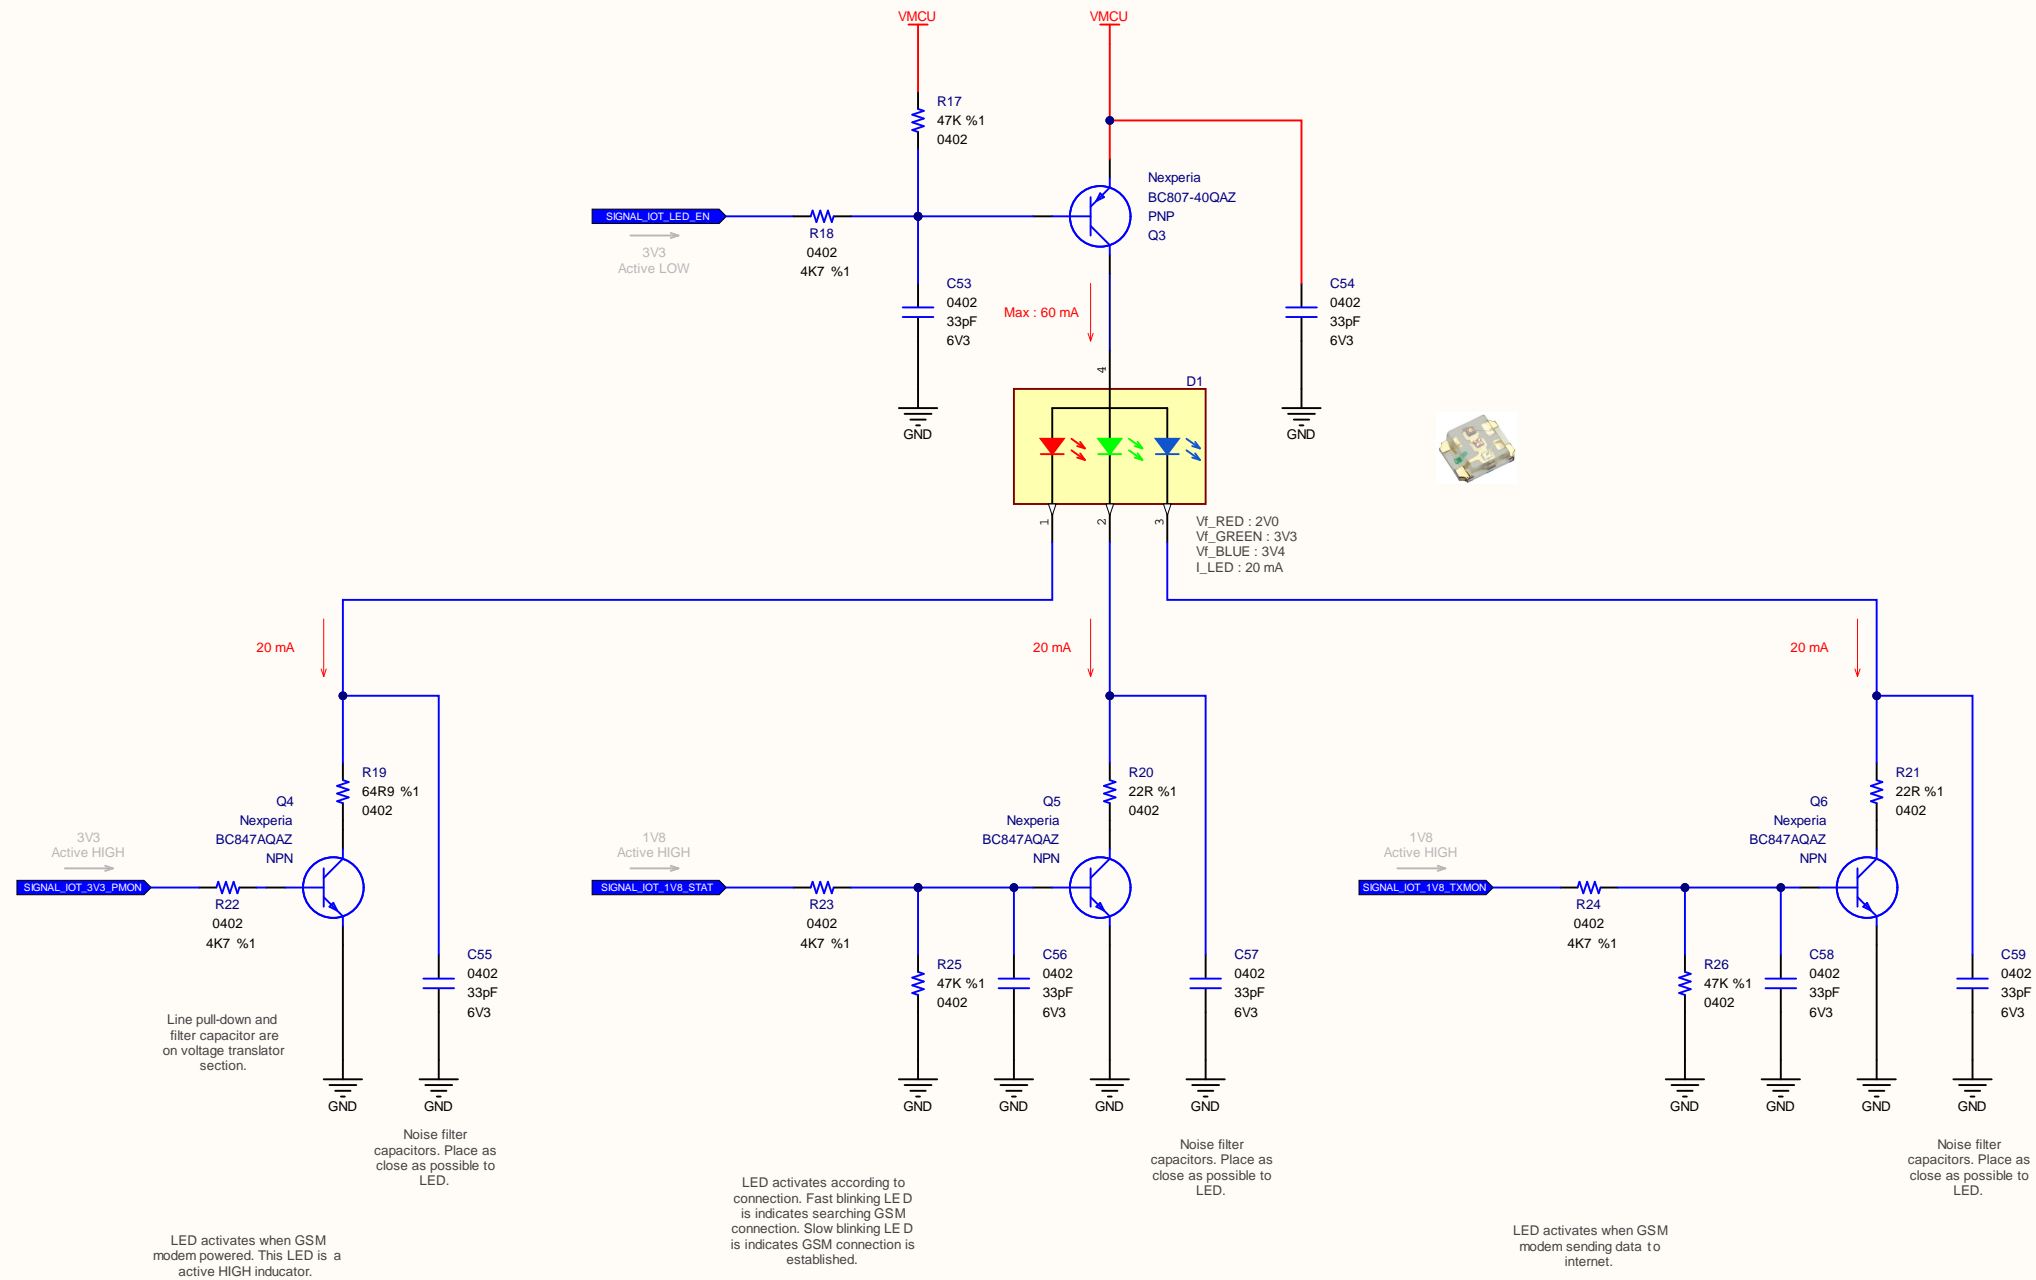 VMCU
VMCU
R17
47K %1
0402
Nexperia
BC807-40QAZ
PNP
Q3
SIGNAL_IOT_LED_EN
3V3
Active LOW
R18
0402
4K7 %1
C53
0402
33pF
6V3
GND
Max : 60 mA
C54
0402
33pF
6V3
GND
4
D1
1
2
3
Vf_RED : 2V0
Vf_GREEN : 3V3
Vf_BLUE : 3V4
I_LED : 20 mA
20 mA
20 mA
20 mA
R19
64R9 %1
0402
Q4
Nexperia
BC847AQAZ
NPN
3V3
Active HIGH
SIGNAL_IOT_3V3_PMON
R22
0402
4K7 %1
C55
0402
33pF
6V3
Line pull-down and
filter capacitor are
on voltage translator
section.
GND
GND
Noise filter
capacitors. Place as
close as possible to
LED.
LED activates when GSM
modem powered. This LED is a
active HIGH inducator.
R20
22R %1
0402
Q5
Nexperia
BC847AQAZ
NPN
1V8
Active HIGH
SIGNAL_IOT_1V8_STAT
R23
0402
4K7 %1
R25
47K %1
0402
C56
0402
33pF
6V3
C57
0402
33pF
6V3
GND
GND
GND
GND
Noise filter
capacitors. Place as
close as possible to
LED.
LED activates according to
connection. Fast blinking LED
is indicates searching GSM
connection. Slow blinking LED
is indicates GSM connection is
established.
R21
22R %1
0402
Q6
Nexperia
BC847AQAZ
NPN
1V8
Active HIGH
SIGNAL_IOT_1V8_TXMON
R24
0402
4K7 %1
R26
47K %1
0402
C58
0402
33pF
6V3
C59
0402
33pF
6V3
GND
GND
GND
GND
Noise filter
capacitors. Place as
close as possible to
LED.
LED activates when GSM
modem sending data to
internet.